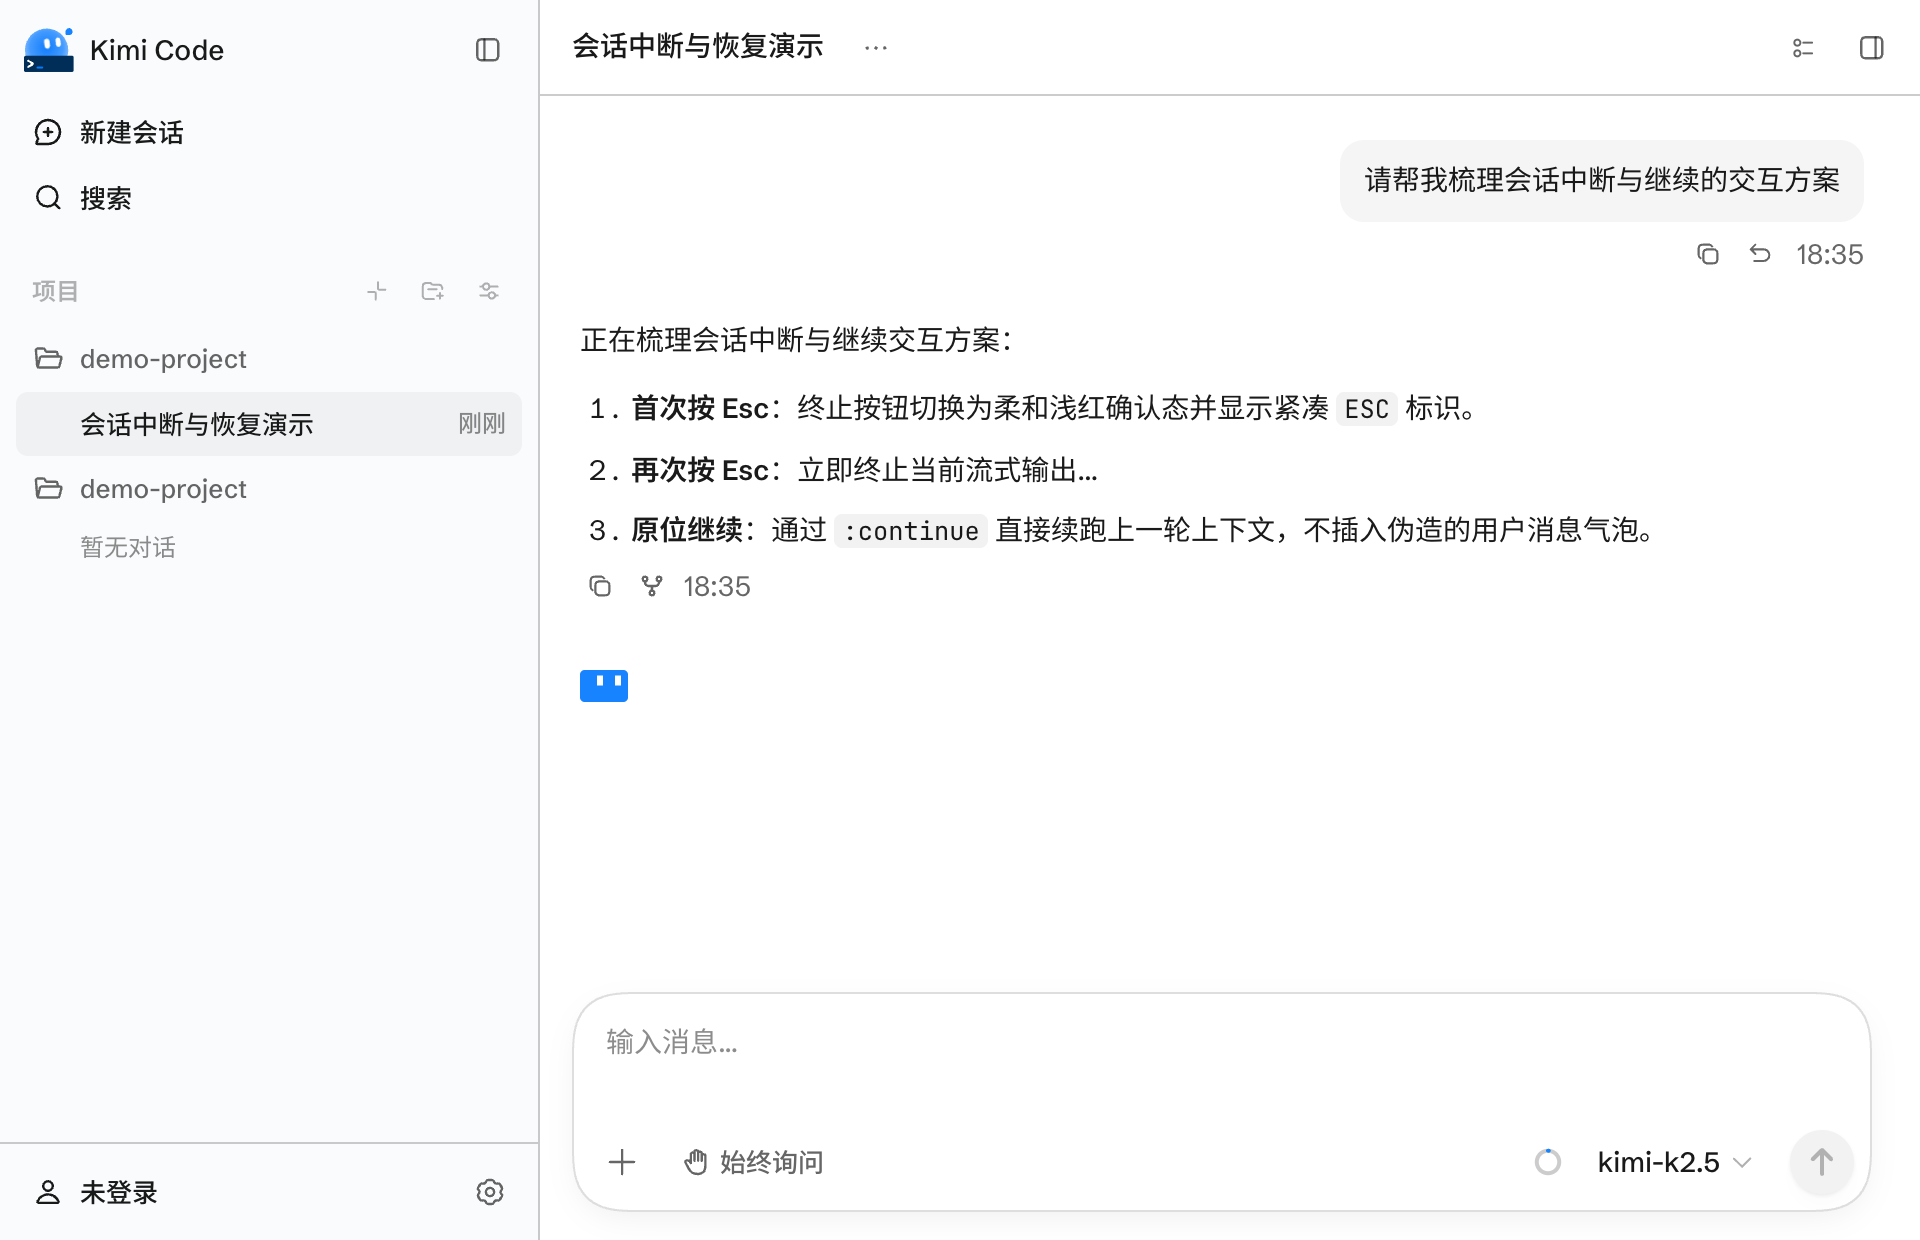 Kimi Code
新建会话
搜索
项目
demo-project
会话中断与恢复演示 刚刚
demo-project
暂无对话
未登录
会话中断与恢复演示 ···
请帮我梳理会话中断与继续的交互方案
18:35
正在梳理会话中断与继续交互方案：
1. 首次按 Esc：终止按钮切换为柔和浅红确认态并显示紧凑 ESC 标识。
2. 再次按 Esc：立即终止当前流式输出...
3. 原位继续：通过 :continue 直接续跑上一轮上下文，不插入伪造的用户消息气泡。
18:35
输入消息...
始终询问
kimi-k2.5